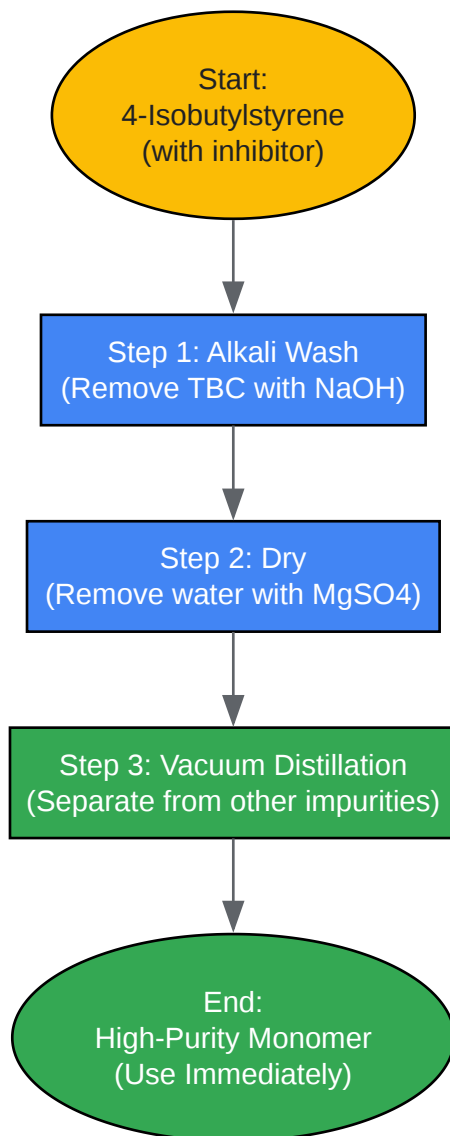 Start:
4-Isobutylstyrene
(with inhibitor)
Step 1: Alkali Wash
(Remove TBC with NaOH)
Step 2: Dry
(Remove water with MgSO4)
Step 3: Vacuum Distillation
(Separate from other impurities)
End:
High-Purity Monomer
(Use Immediately)